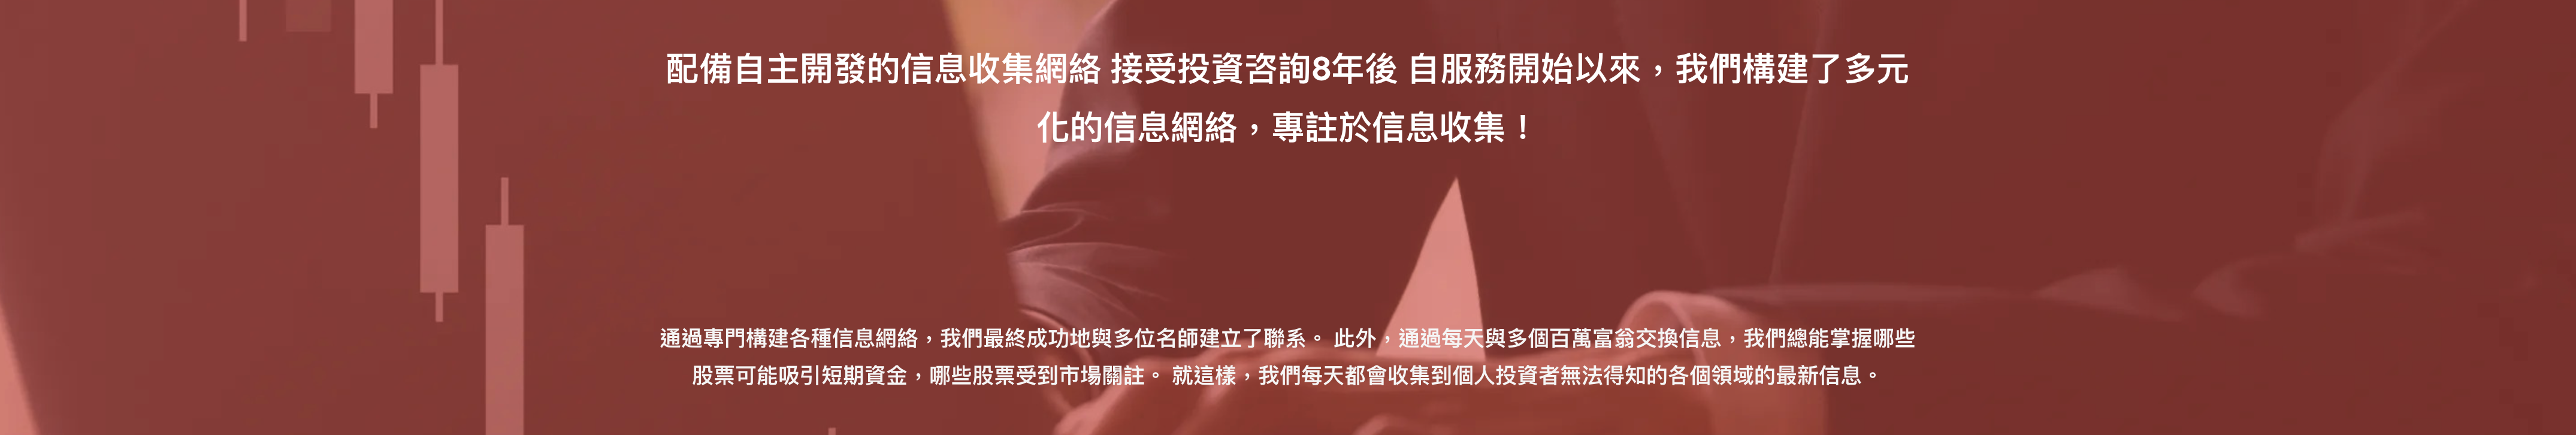 配備自主開發的信息收集網絡 接受投資咨詢8年後 自服務開始以來，我們構建了多元
化的信息網絡，專註於信息收集！
通過專門構建各種信息網絡，我們最終成功地與多位名師建立了聯系。 此外，通過每天與多個百萬富翁交換信息，我們總能掌握哪些
股票可能吸引短期資金，哪些股票受到市場關註。 就這樣，我們每天都會收集到個人投資者無法得知的各個領域的最新信息。